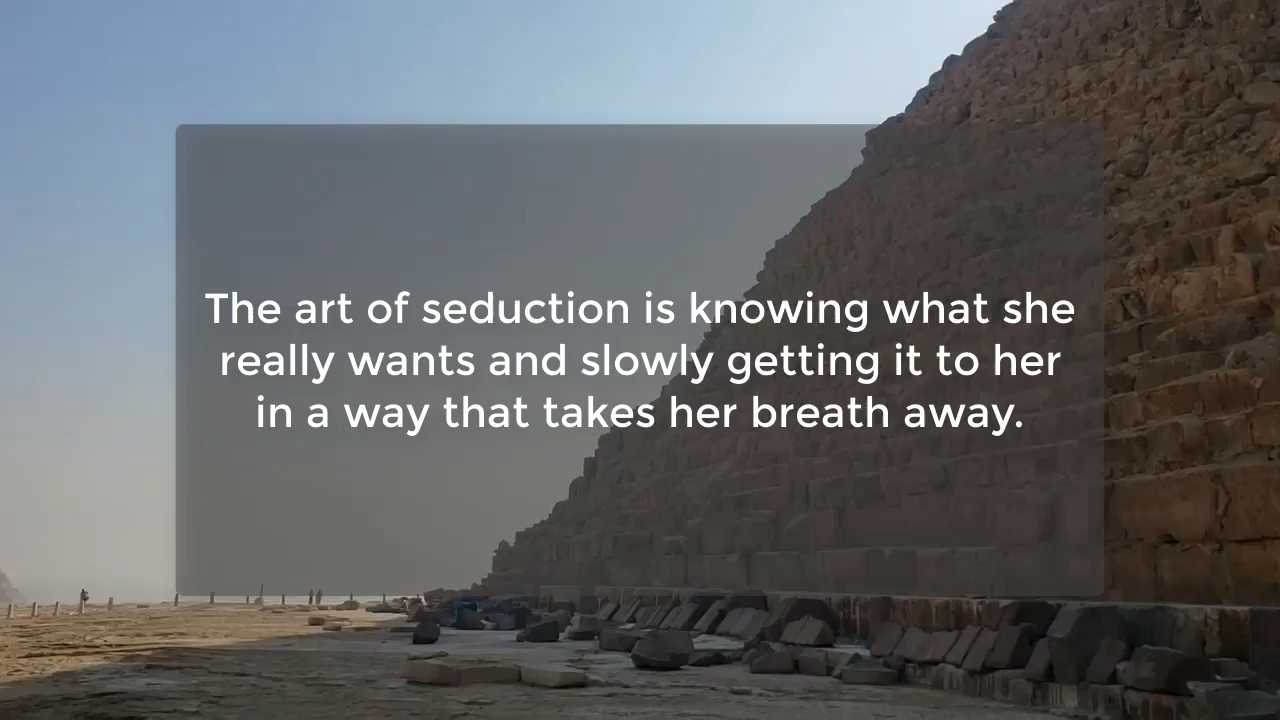 The art of seduction is knowing what she
really wants and slowly getting it to her
in a way that takes her breath away.